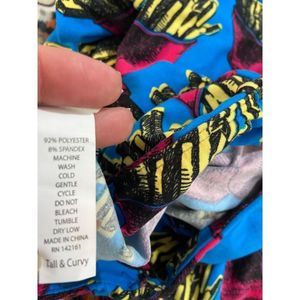 92% POLYESTER
8% SPANDEX
MACHINE
WASH
COLD
GENTLE
CYCLE
DO NOT
BLEACH
TUMBLE
DRY LOW
MADE IN CHINA
RN 142161
Tall & Curvy